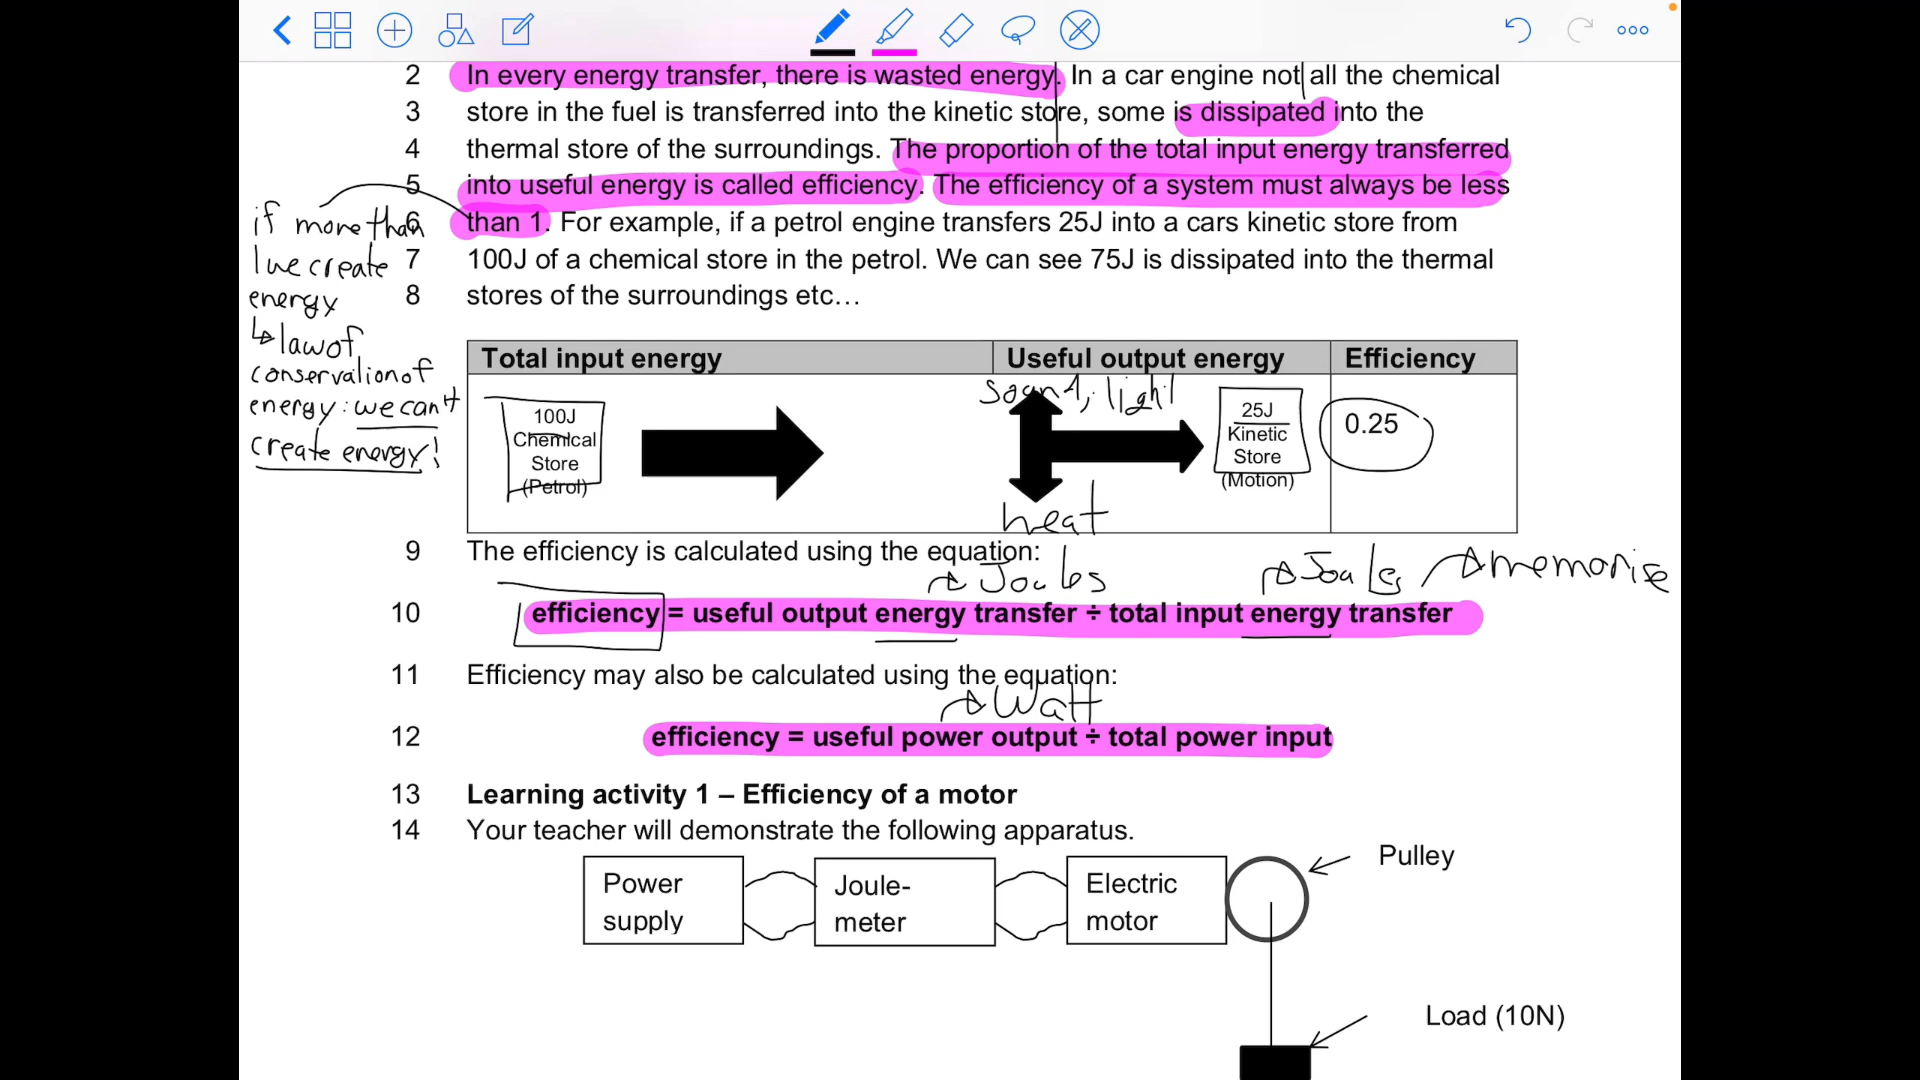 2 In every energy transfer, there is wasted energy. In a car engine not all the chemical
3 store in the fuel is transferred into the kinetic store, some is dissipated into the
4 thermal store of the surroundings. The proportion of the total input energy transferred
5 into useful energy is called efficiency. The efficiency of a system must always be less
6 than 1. For example, if a petrol engine transfers 25J into a cars kinetic store from
7 100J of a chemical store in the petrol. We can see 75J is dissipated into the thermal
8 stores of the surroundings etc…
if more than
1 we create
energy
↳ law of
conservation of
energy: we can't
create energy!
Total input energy Useful output energy Efficiency
sound, light
100J
Chemical
Store
(Petrol)
25J
Kinetic
Store
(Motion)
0.25
heat
9 The efficiency is calculated using the equation:
Joules Joules memorise
10 efficiency = useful output energy transfer ÷ total input energy transfer
11 Efficiency may also be calculated using the equation:
Watt
12 efficiency = useful power output ÷ total power input
13 Learning activity 1 – Efficiency of a motor
14 Your teacher will demonstrate the following apparatus.
Power
supply
Joule-
meter
Electric
motor
Pulley
Load (10N)